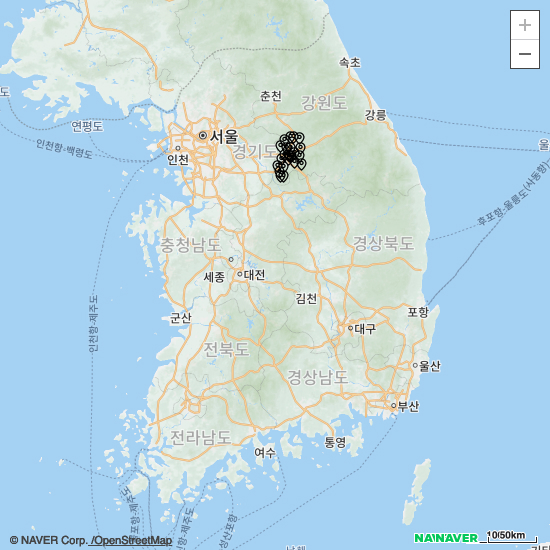 +
−
속초
춘천
강원도
연평도
서울
강릉
인천항-백령도
인천
경기도
후포항-울릉도(사동항)
충청남도
경상북도
세종
대전
김천
포항
인천항-제주도
군산
대구
전북도
울산
경상남도
부산
전라남도
여수
통영
© NAVER Corp. /OpenStreetMap
NAVER
10/50km